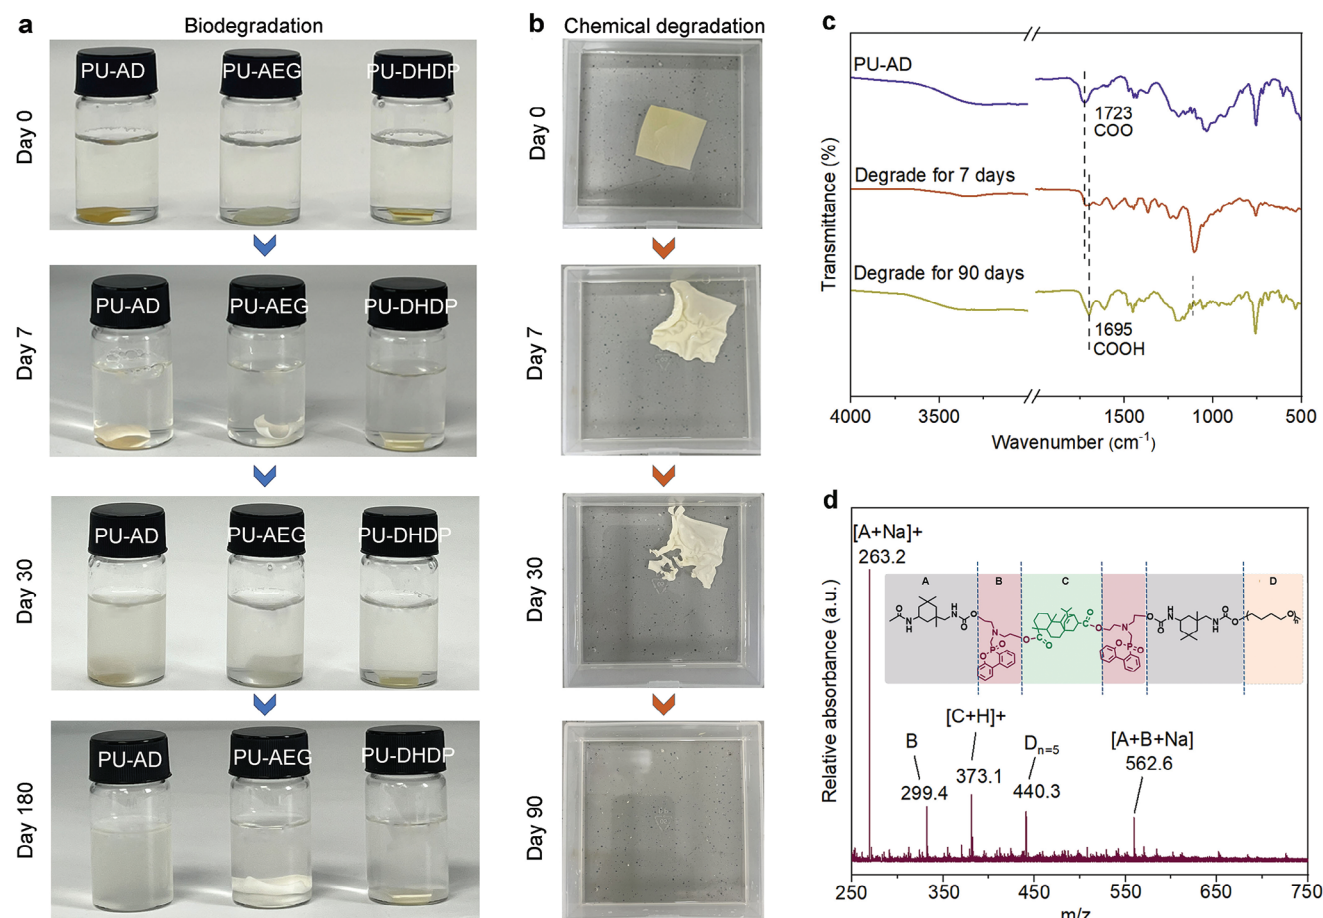 a
Biodegradation
Day 0
PU-AD
PU-AEG
PU-DHDP
Day 7
PU-AD
PU-AEG
PU-DHDP
Day 30
PU-AD
PU-AEG
PU-DHDP
Day 180
PU-AD
PU-AEG
PU-DHDP
b
Chemical degradation
Day 0
Day 7
Day 30
Day 90
c
Transmittance (%)
PU-AD
1723
COO
Degrade for 7 days
Degrade for 90 days
1695
COOH
4000 3500 1500 1000 500
Wavenumber (cm⁻¹)
d
Relative absorbance (a.u.)
[A+Na]+
263.2
A B C D
B
299.4
[C+H]+
373.1
Dn=5
440.3
[A+B+Na]
562.6
250 350 450 550 650 750
m/z